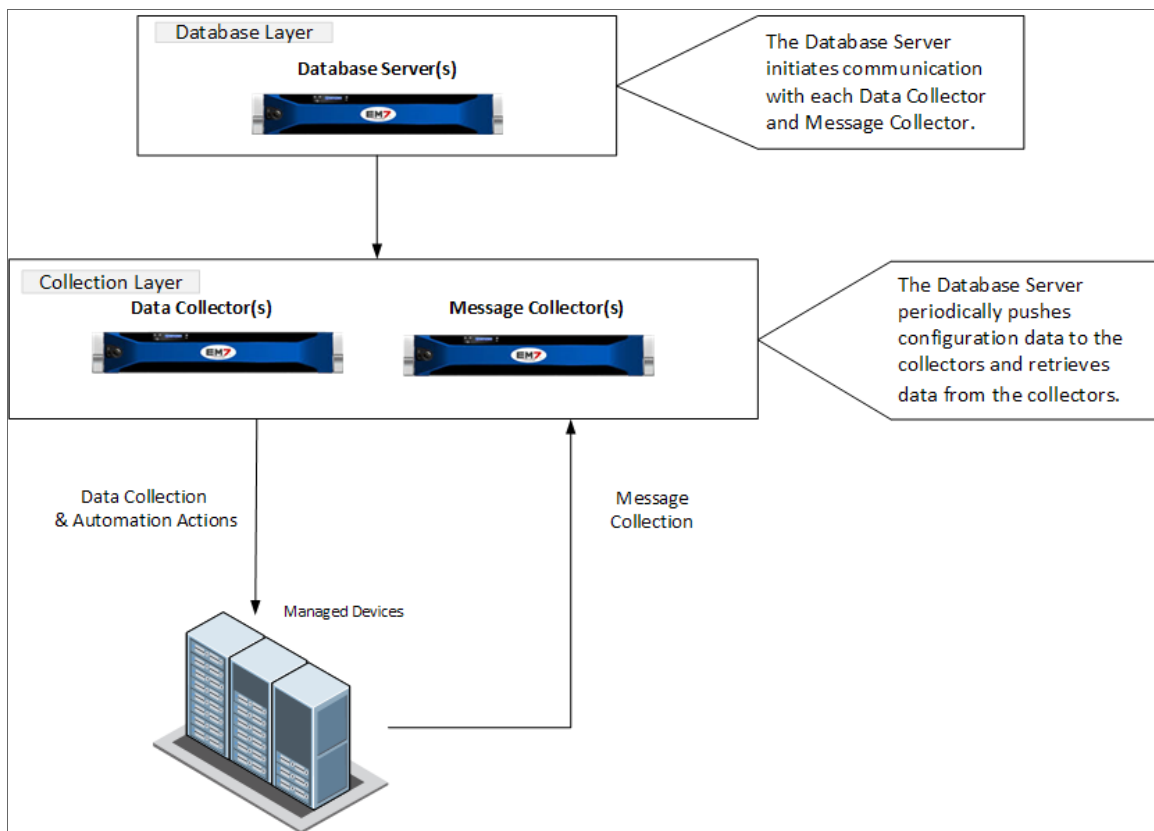 Database Layer
Database Server(s)
EM7
The Database Server
initiates communication
with each Data Collector
and Message Collector.
Collection Layer
Data Collector(s)
Message Collector(s)
EM7
EM7
The Database Server
periodically pushes
configuration data to the
collectors and retrieves
data from the collectors.
Data Collection
& Automation Actions
Message
Collection
Managed Devices